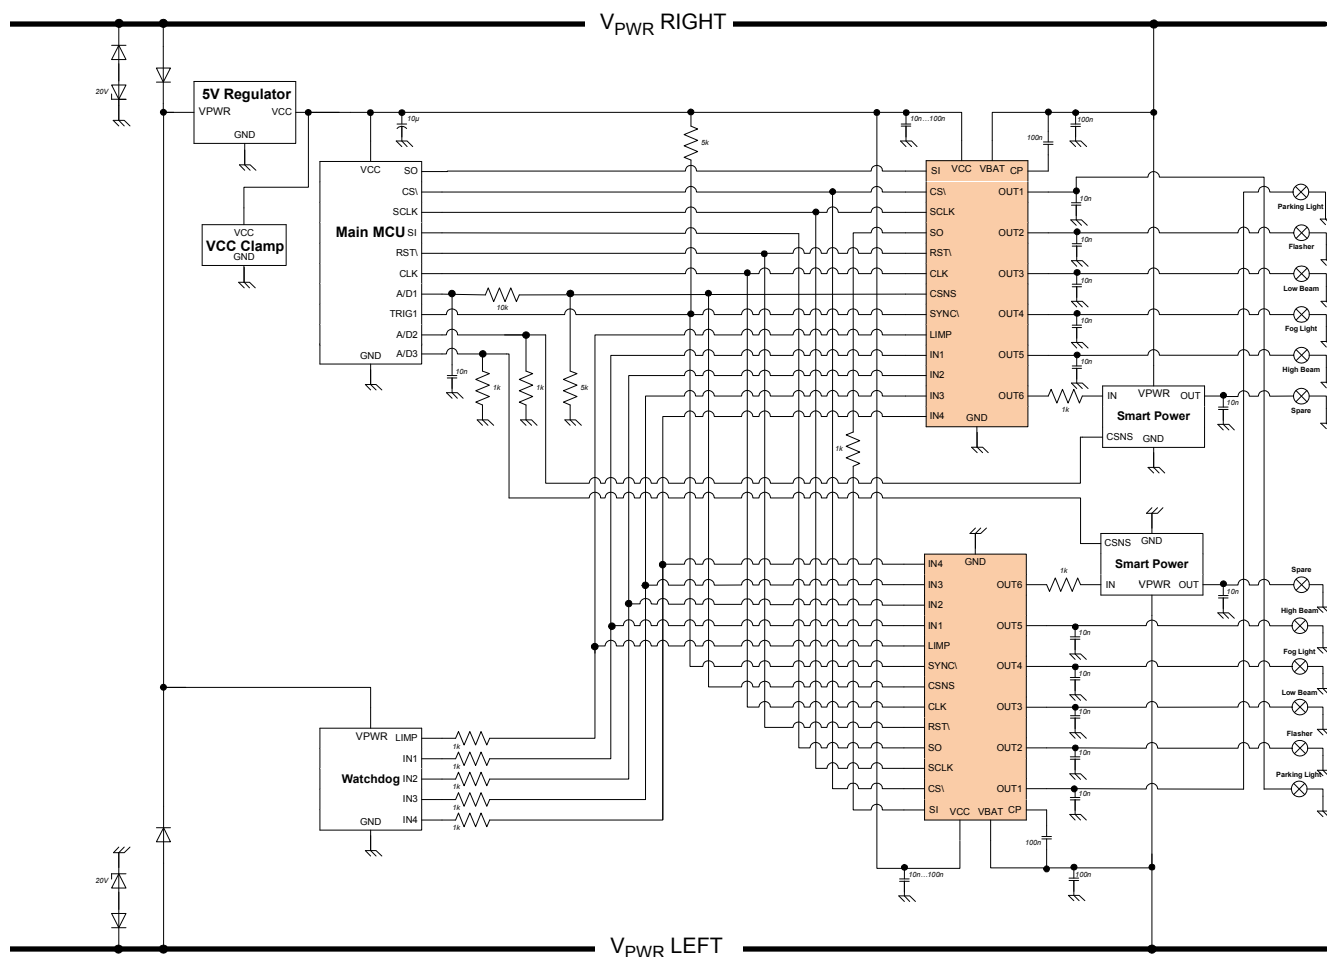 VPWR RIGHT
20V
5V Regulator
VPWR VCC
GND
VCC
VCC Clamp
GND
10µ
5k
10n...100n
100n
100n
VCC
Main MCU
SO
CS\
SCLK
SI
RST\
CLK
A/D1
TRIG1
A/D2
A/D3
GND
10k
10n
1k
1k
5k
1k
VCC VBAT CP
SI
CS\
SCLK
SO
RST\
CLK
CSNS
SYNC\
LIMP
IN1
IN2
IN3
IN4
GND
OUT1
OUT2
OUT3
OUT4
OUT5
OUT6
10n
10n
10n
10n
10n
1k
IN VPWR OUT
Smart Power
CSNS GND
10n
Parking Light
Flasher
Low Beam
Fog Light
High Beam
Spare
CSNS GND
Smart Power
IN VPWR OUT
10n
1k
GND
IN4
IN3
IN2
IN1
LIMP
SYNC\
CSNS
CLK
RST\
SO
SCLK
CS\
SI
VCC VBAT CP
OUT6
OUT5
OUT4
OUT3
OUT2
OUT1
10n
10n
10n
10n
10n
100n
100n
10n...100n
Spare
High Beam
Fog Light
Low Beam
Flasher
Parking Light
VPWR
Watchdog
LIMP
IN1
IN2
IN3
IN4
GND
1k
1k
1k
1k
1k
20V
VPWR LEFT